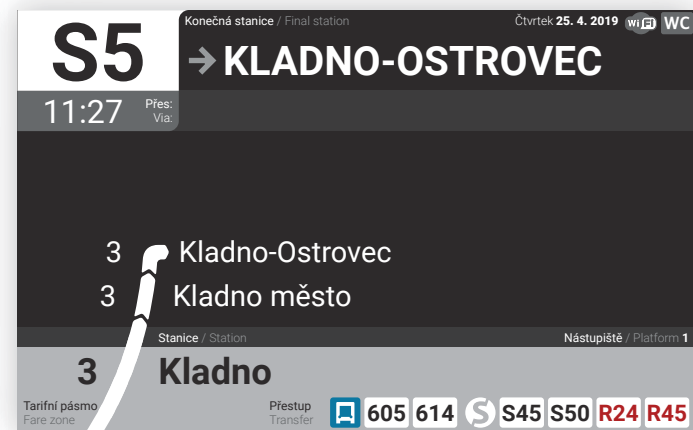 S5
Konečná stanice / Final station
Čtvrtek 25. 4. 2019 WiFi WC
→ KLADNO-OSTROVEC
11:27
Přes:
Via:
3 Kladno-Ostrovec
3 Kladno město
Stanice / Station
Nástupiště / Platform 1
3 Kladno
Tarifní pásmo
Fare zone
Přestup
Transfer
605 614 S S45 S50 R24 R45